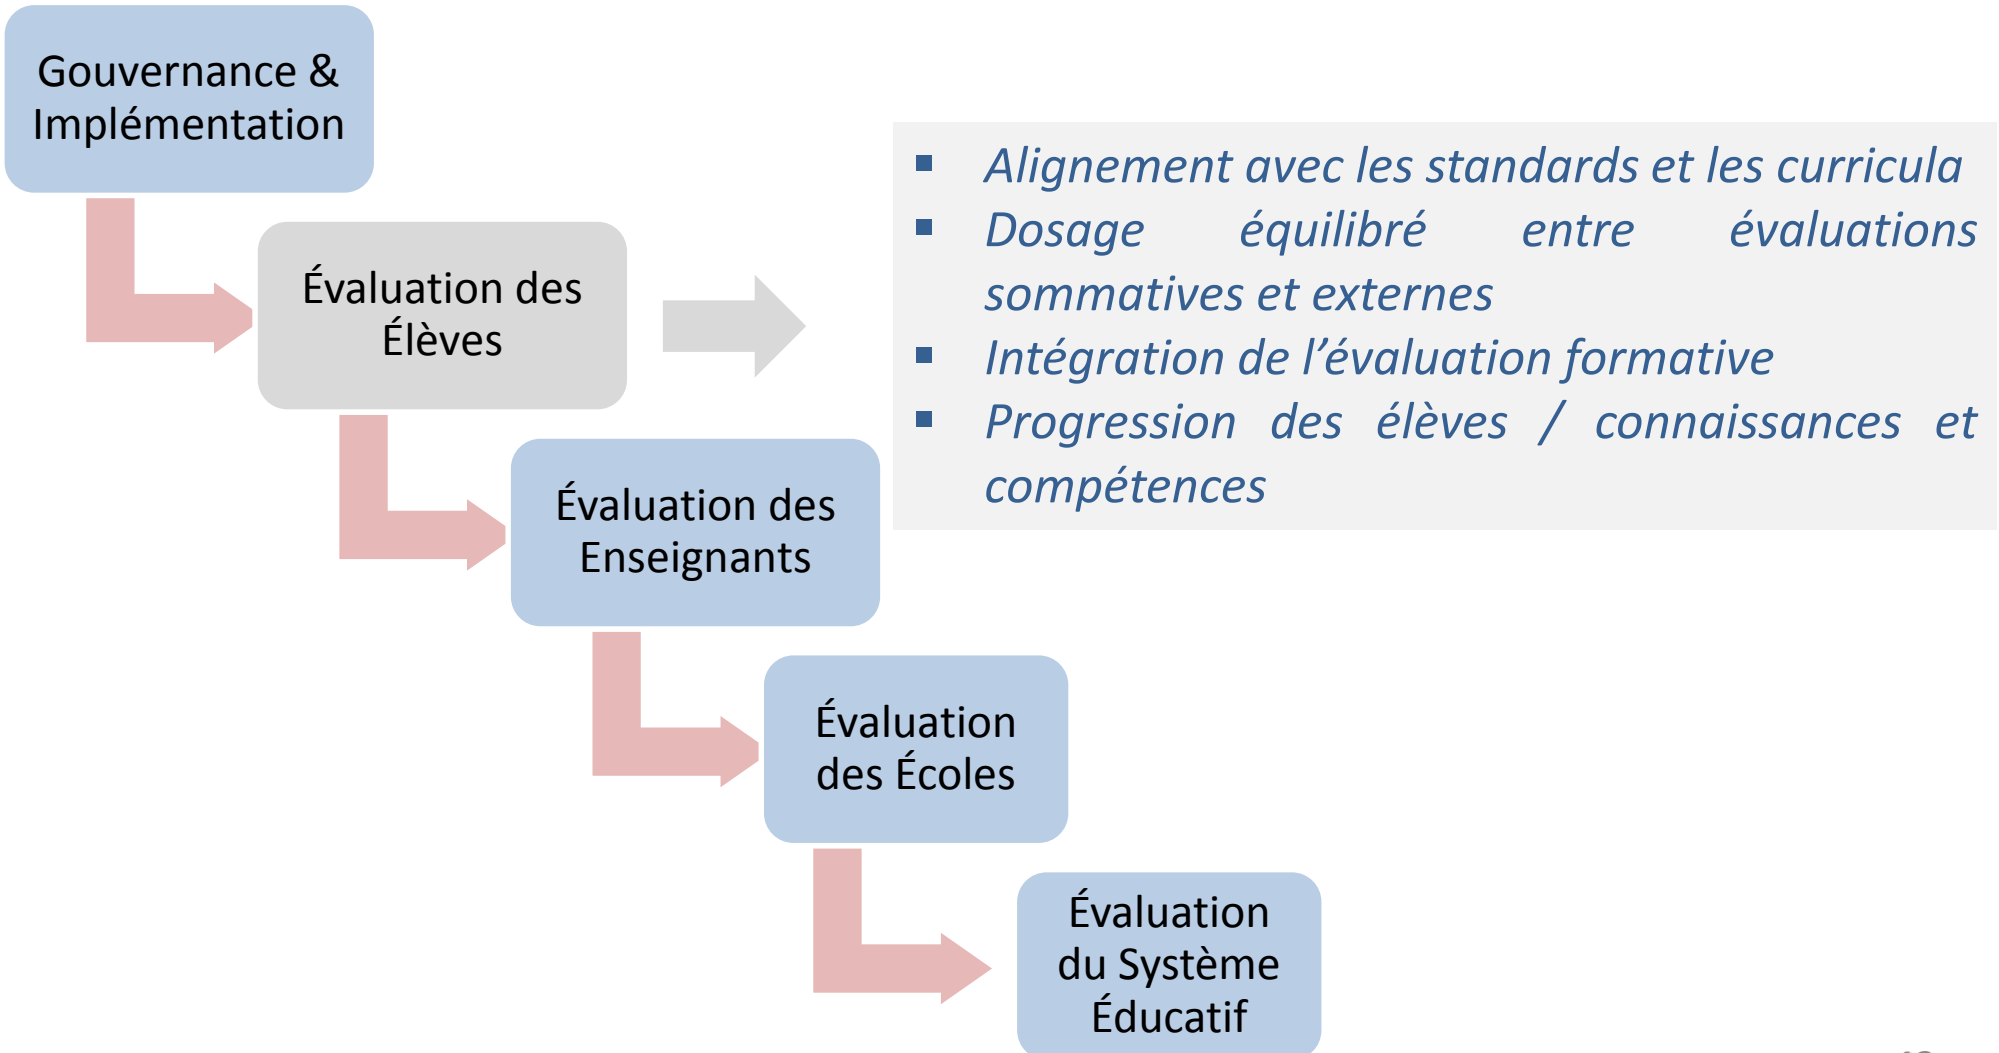 Gouvernance &
Implémentation
Évaluation des
Élèves
▪ Alignement avec les standards et les curricula
▪ Dosage équilibré entre évaluations
sommatives et externes
▪ Intégration de l’évaluation formative
▪ Progression des élèves / connaissances et
compétences
Évaluation des
Enseignants
Évaluation
des Écoles
Évaluation
du Système
Éducatif